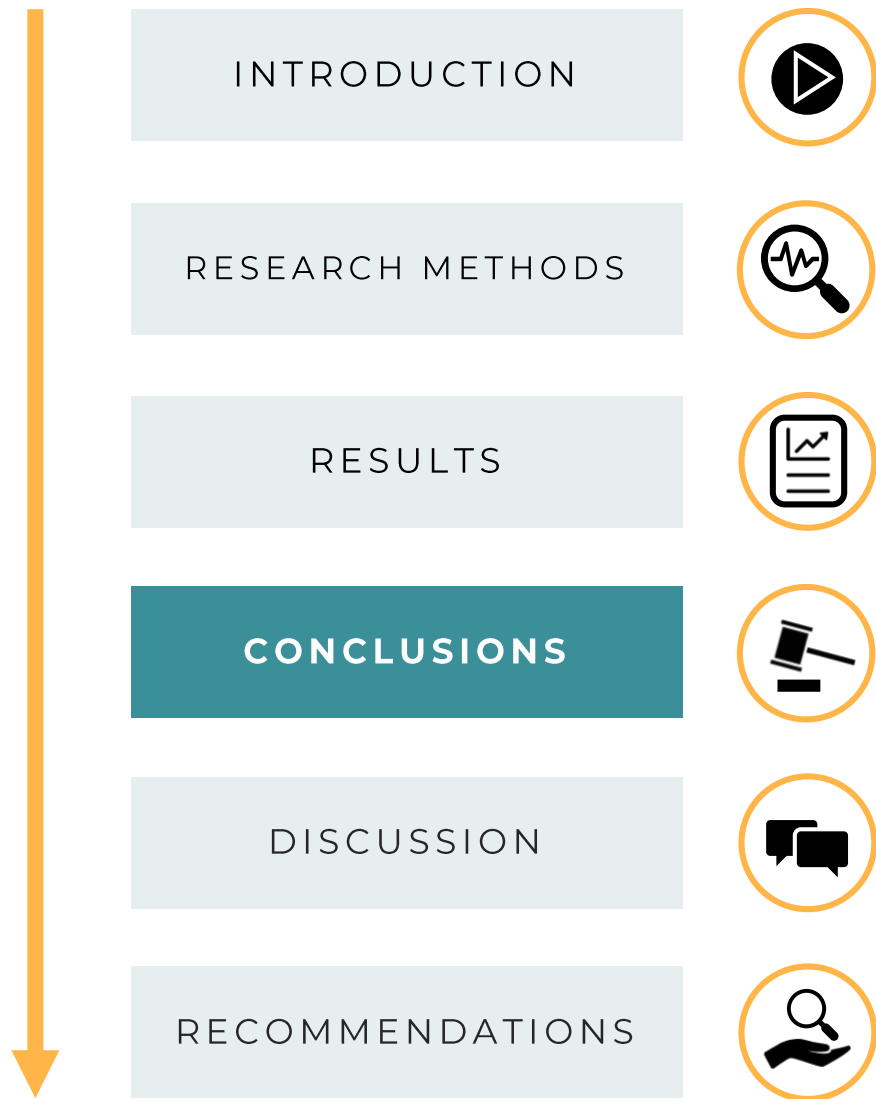 INTRODUCTION
RESEARCH METHODS
RESULTS
CONCLUSIONS
DISCUSSION
RECOMMENDATIONS